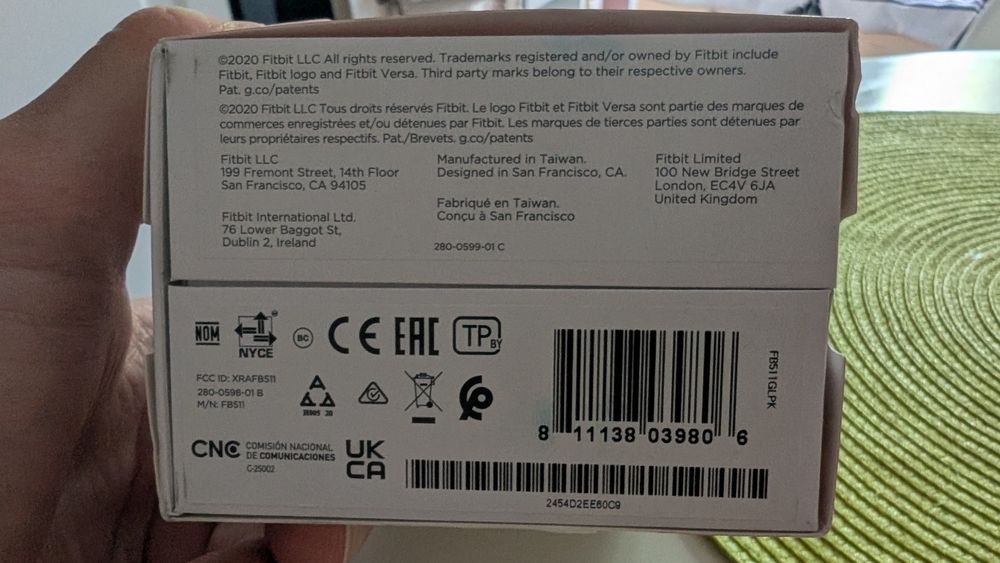 ©2020 Fitbit LLC All rights reserved. Trademarks registered and/or owned by Fitbit include
Fitbit, Fitbit logo and Fitbit Versa. Third party marks belong to their respective owners.
Pat. g.co/patents
©2020 Fitbit LLC Tous droits réservés Fitbit. Le logo Fitbit et Fitbit Versa sont partie des marques de
commerces enregistrées et/ou détenues par Fitbit. Les marques de tierces parties sont détenues par
leurs propriétaires respectifs. Pat./Brevets. g.co/patents
Fitbit LLC
199 Fremont Street, 14th Floor
San Francisco, CA 94105
Fitbit International Ltd.
76 Lower Baggot St,
Dublin 2, Ireland
Manufactured in Taiwan.
Designed in San Francisco, CA.
Fabriqué en Taiwan.
Conçu à San Francisco
280-0599-01 C
Fitbit Limited
100 New Bridge Street
London, EC4V 6JA
United Kingdom
NOM
NYCE
BC
CE
EAC
TP
BY
FCC ID: XRAFB511
280-0598-01 B
M/N: FB511
CNC COMISIÓN NACIONAL
DE COMUNICACIONES
C-25002
UK
CA
8 11138 03980 6
FB511GLPK
2454D2EE60C9